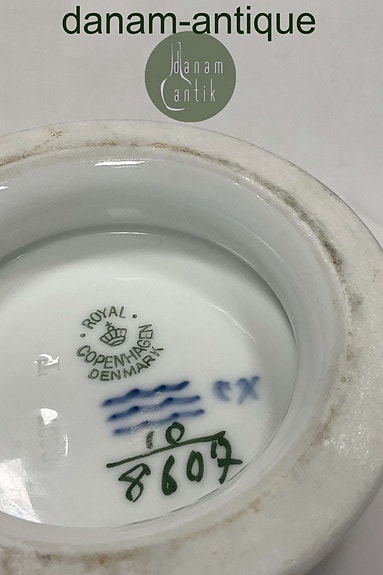 danam-antique
danam
antik
ROYAL
COPENHAGEN
DENMARK
10
8607